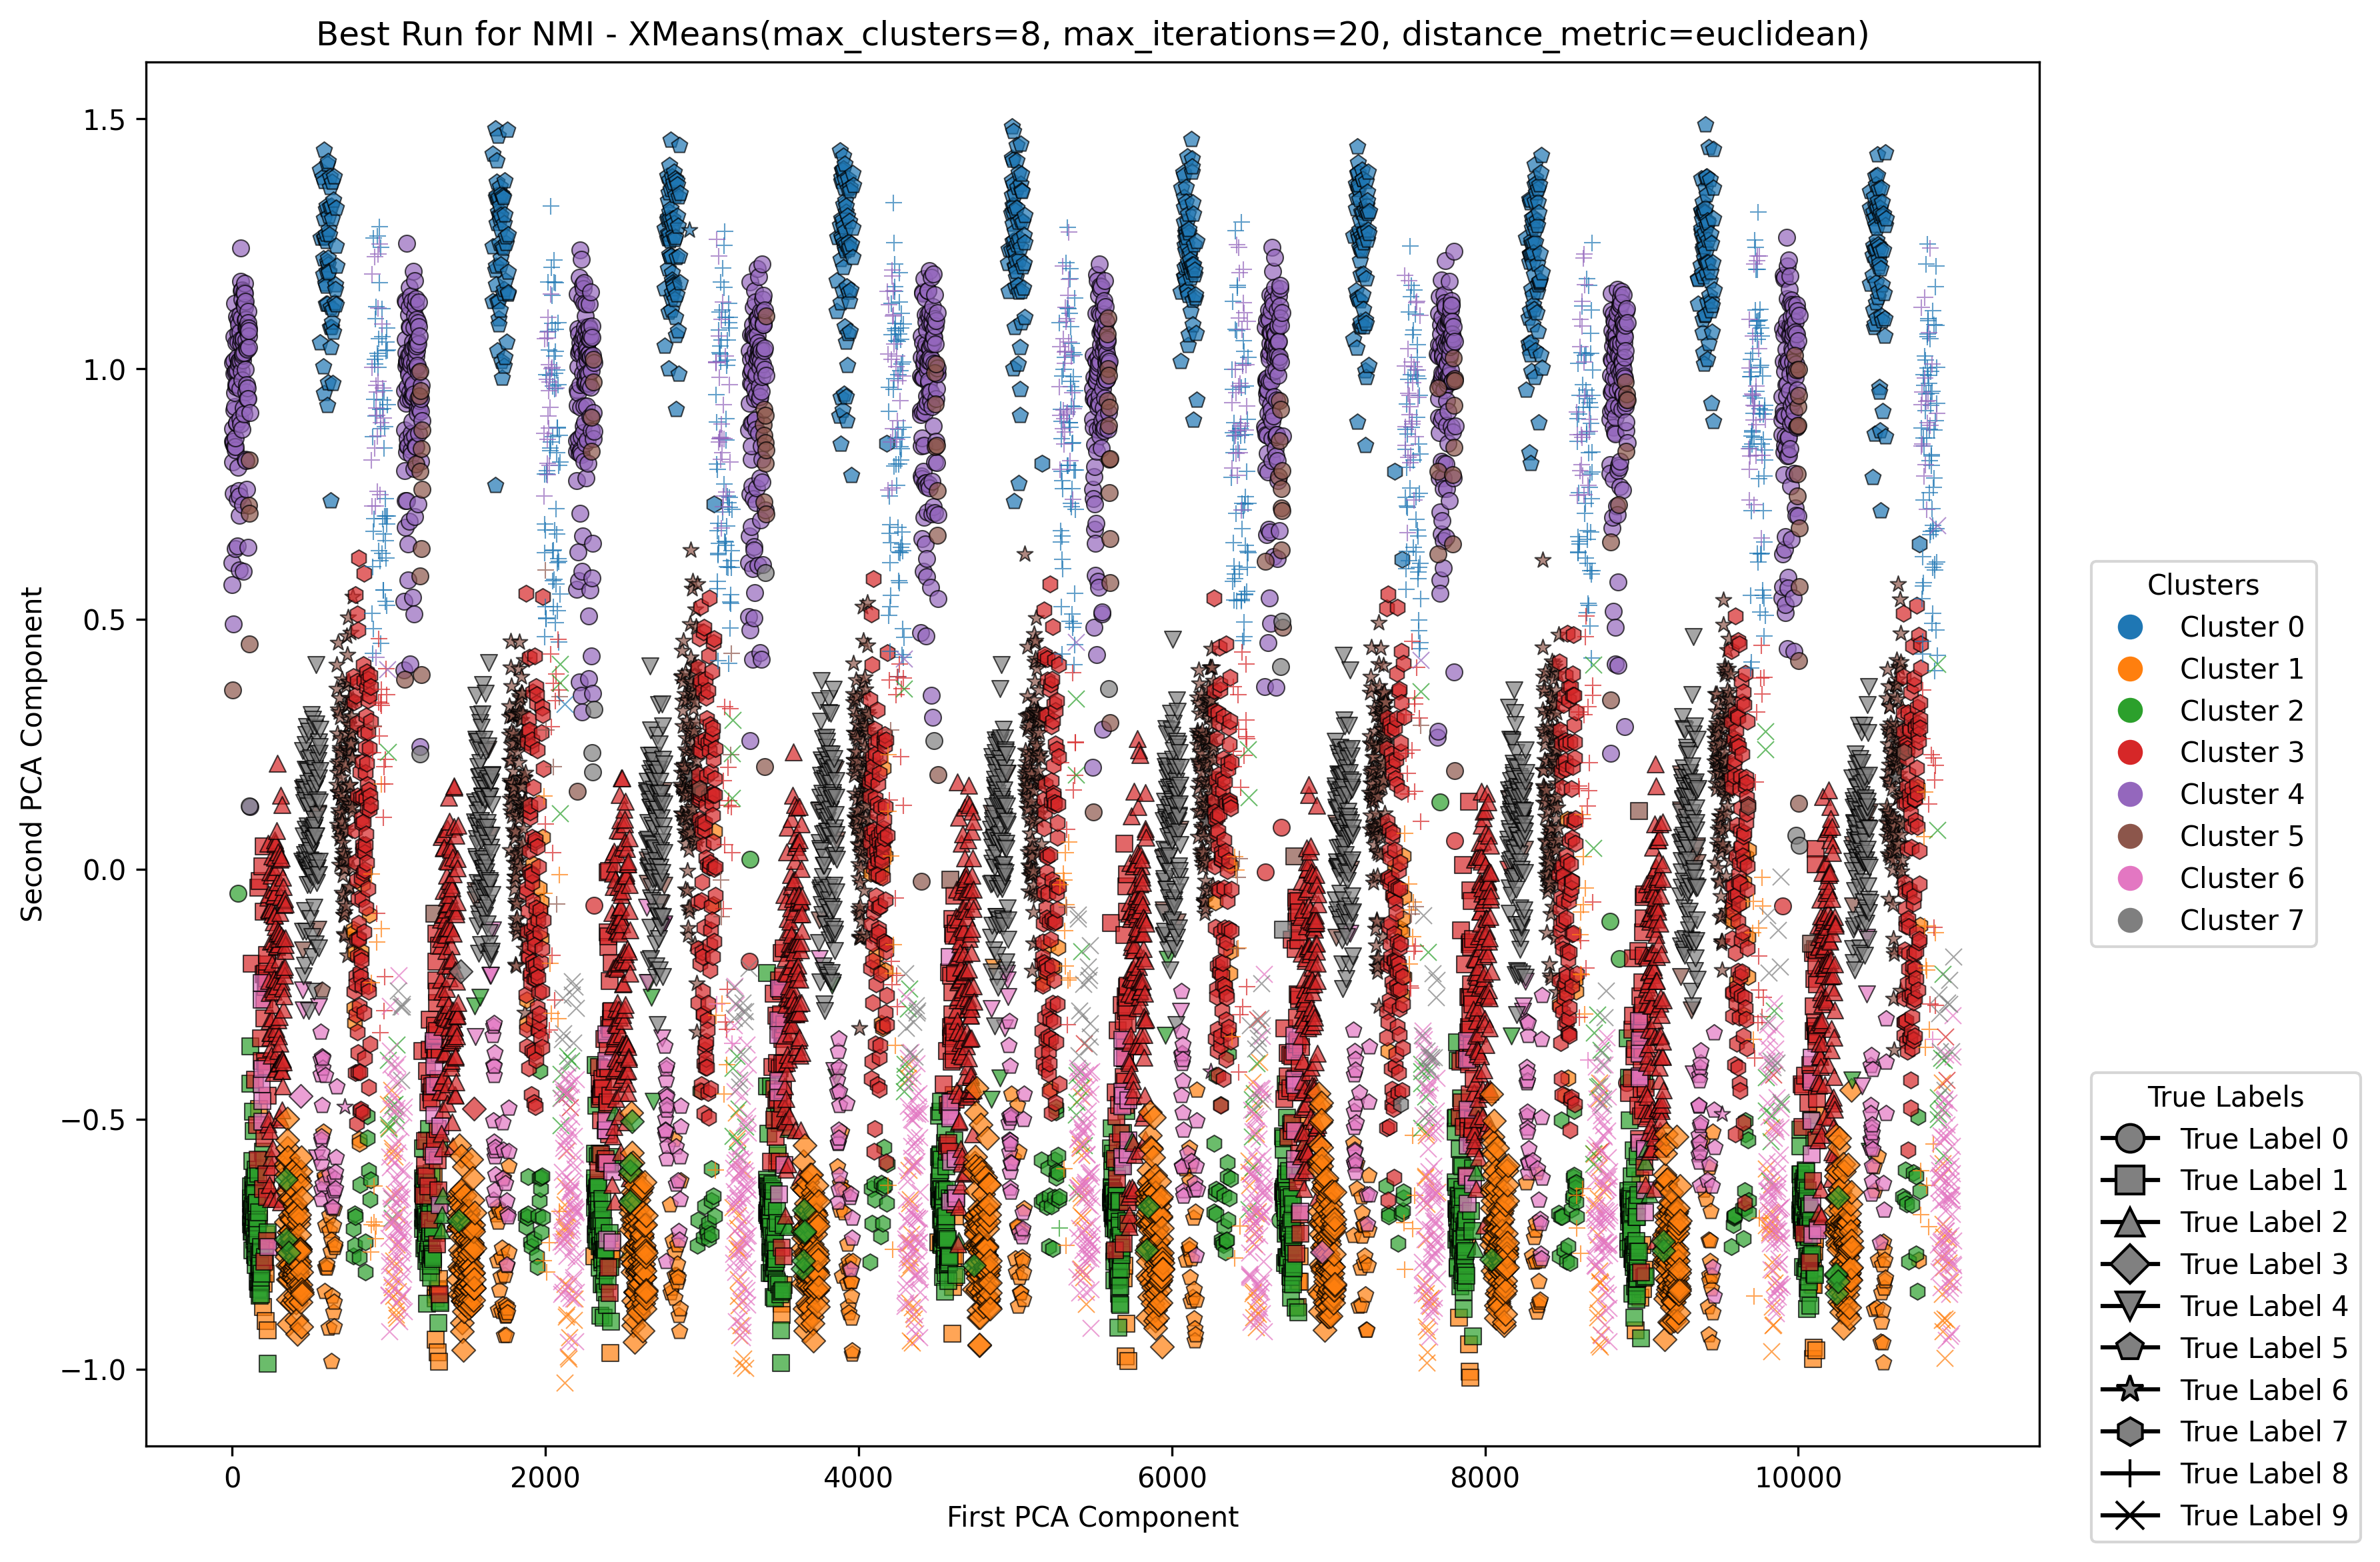 Best Run for NMI - XMeans(max_clusters=8, max_iterations=20, distance_metric=euclidean)
1.5
1.0
0.5
0.0
−0.5
−1.0
Second PCA Component
0 2000 4000 6000 8000 10000
First PCA Component
Clusters
Cluster 0
Cluster 1
Cluster 2
Cluster 3
Cluster 4
Cluster 5
Cluster 6
Cluster 7
True Labels
True Label 0
True Label 1
True Label 2
True Label 3
True Label 4
True Label 5
True Label 6
True Label 7
True Label 8
True Label 9